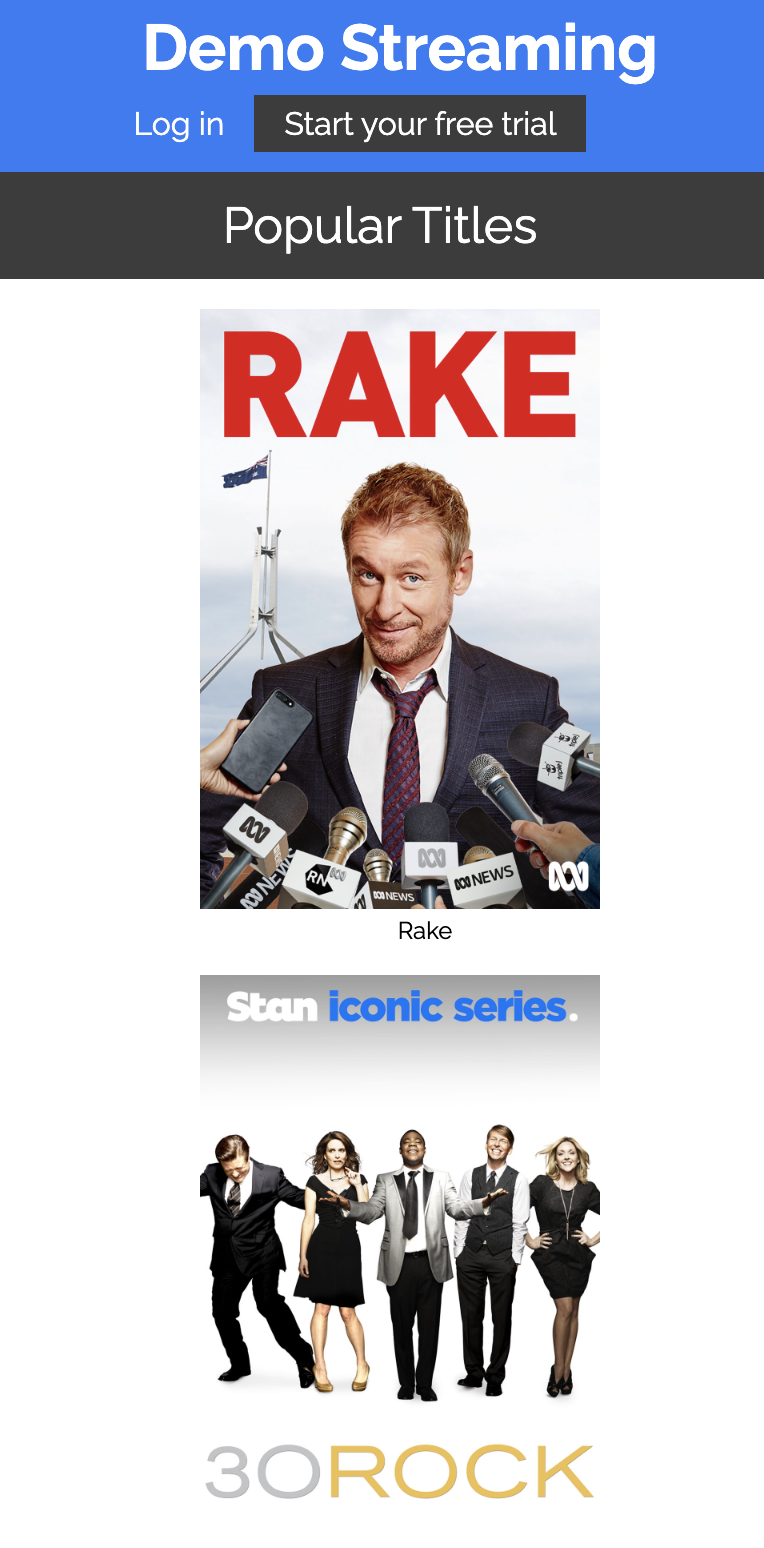 Demo Streaming
Log in
Start your free trial
Popular Titles
RAKE
RN
NEWS
NEWS
NEWS
Rake
Stan iconic series.
30ROCK